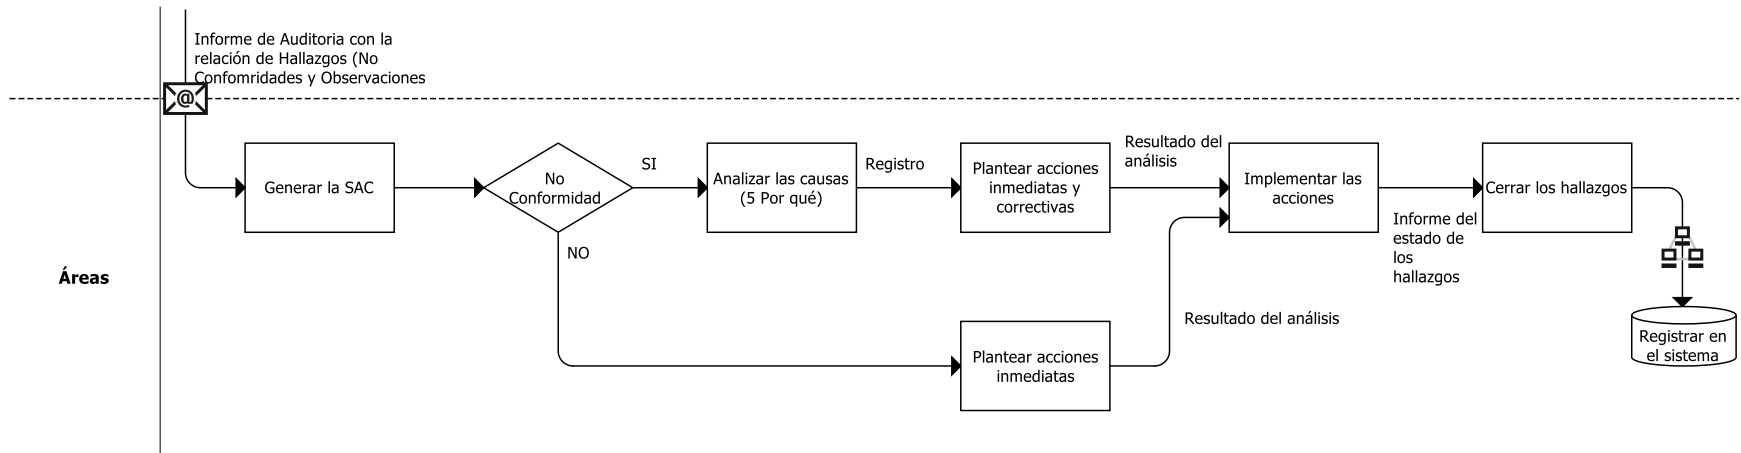 Informe de Auditoria con la
relación de Hallazgos (No
Confomridades y Observaciones
@
Áreas
Generar la SAC
No
Conformidad
SI
NO
Analizar las causas
(5 Por qué)
Registro
Plantear acciones
inmediatas y
correctivas
Resultado del
análisis
Plantear acciones
inmediatas
Resultado del análisis
Implementar las
acciones
Informe del
estado de
los
hallazgos
Cerrar los hallazgos
Registrar en
el sistema